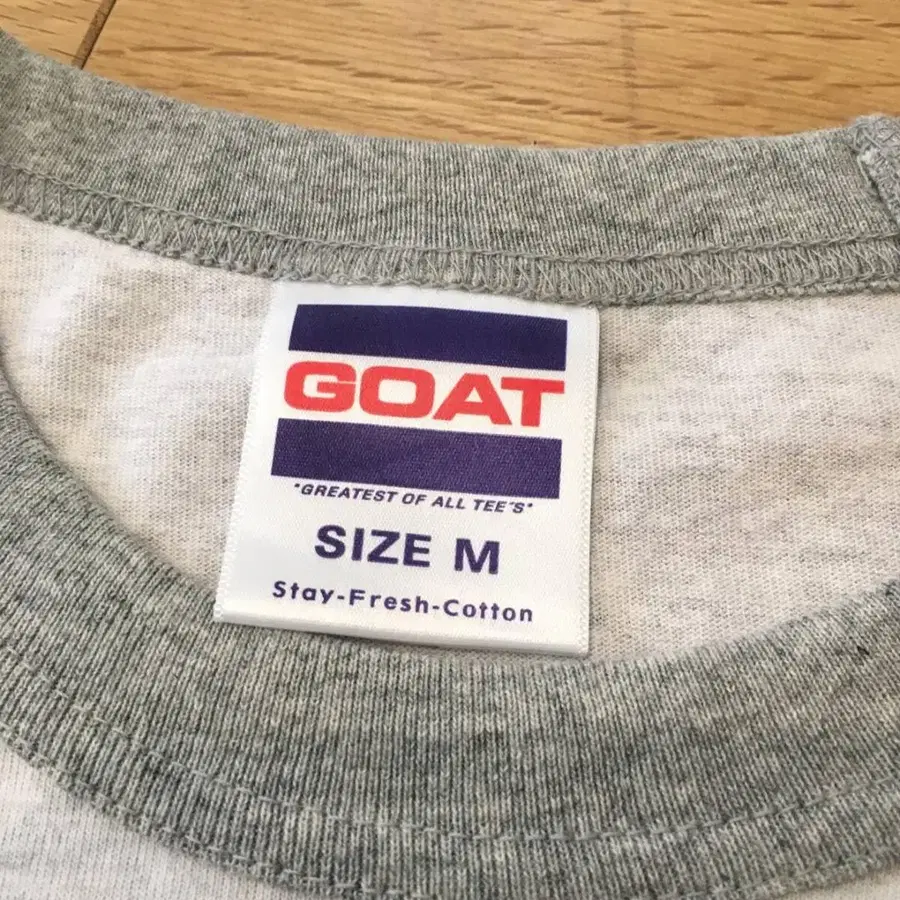 GOAT
"GREATEST OF ALL TEE'S"
SIZE M
Stay-Fresh-Cotton